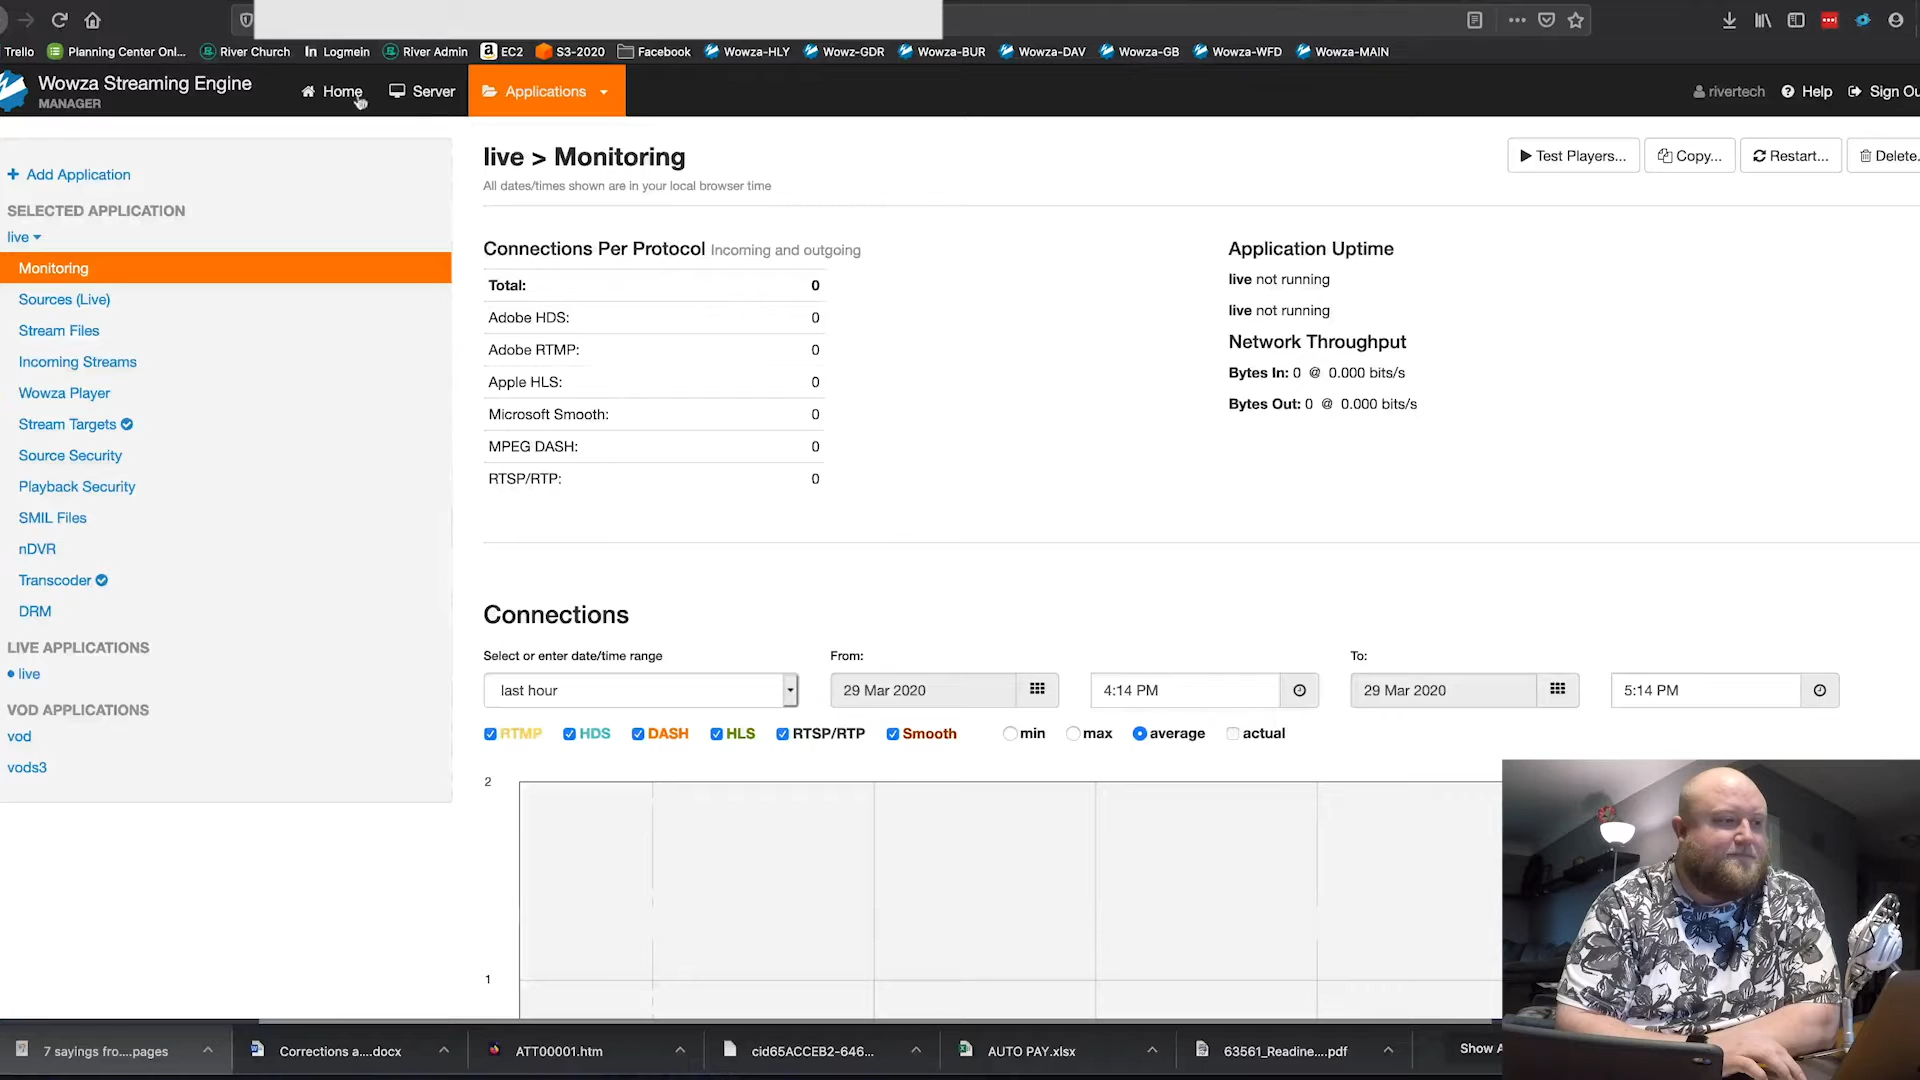 Trello Planning Center Onl... River Church Logmein River Admin EC2 S3-2020 Facebook Wowza-HLY Wowz-GDR Wowza-BUR Wowza-DAV Wowza-GB Wowza-WFD Wowza-MAIN
Wowza Streaming Engine
MANAGER
Home Server Applications
rivertech Help Sign Ou
Add Application
SELECTED APPLICATION
live
Monitoring
Sources (Live)
Stream Files
Incoming Streams
Wowza Player
Stream Targets
Source Security
Playback Security
SMIL Files
nDVR
Transcoder
DRM
LIVE APPLICATIONS
live
VOD APPLICATIONS
vod
vods3
live > Monitoring
All dates/times shown are in your local browser time
Test Players... Copy... Restart... Delete.
Connections Per Protocol Incoming and outgoing
Total: 0
Adobe HDS: 0
Adobe RTMP: 0
Apple HLS: 0
Microsoft Smooth: 0
MPEG DASH: 0
RTSP/RTP: 0
Application Uptime
live not running
live not running
Network Throughput
Bytes In: 0 @ 0.000 bits/s
Bytes Out: 0 @ 0.000 bits/s
Connections
Select or enter date/time range From: To:
last hour 29 Mar 2020 4:14 PM 29 Mar 2020 5:14 PM
RTMP HDS DASH HLS RTSP/RTP Smooth min max average actual
2
1
7 sayings fro....pages Corrections a....docx ATT00001.htm cid65ACCEB2-646... AUTO PAY.xlsx 63561_Readine....pdf Show A